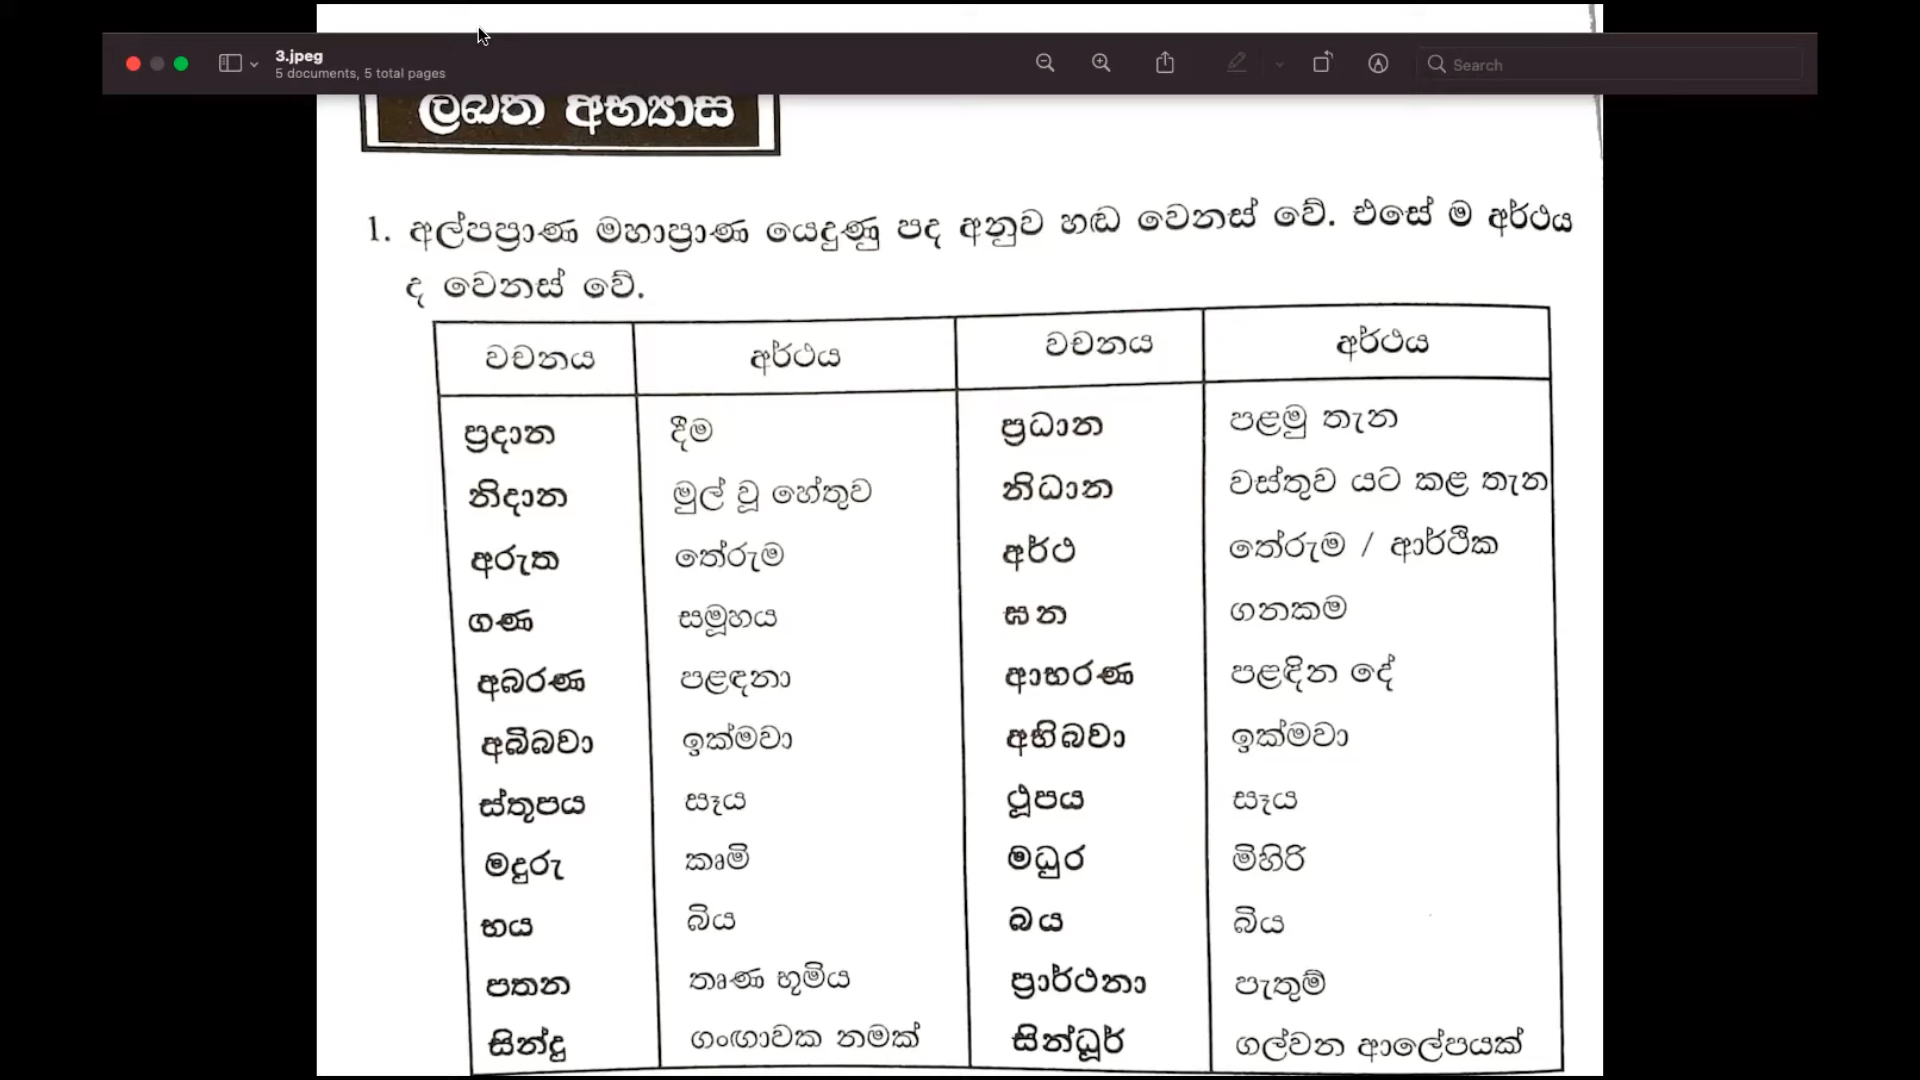 3.jpeg
5 documents, 5 total pages
Search
ලිඛිත අභ්‍යාස
1. අල්පප්‍රාණ මහාප්‍රාණ යෙදුණු පද අනුව හඬ වෙනස් වේ. එසේ ම අර්ථය
ද වෙනස් වේ.
වචනය අර්ථය වචනය අර්ථය
ප්‍රදාන දීම ප්‍රධාන පළමු තැන
නිදාන මුල් වූ හේතුව නිධාන වස්තුව යට කළ තැන
අරුත තේරුම අර්ථ තේරුම / ආර්ථික
ගණ සමූහය ඝන ගනකම
අබරණ පළඳනා ආභරණ පළඳින දේ
අබිබවා ඉක්මවා අභිබවා ඉක්මවා
ස්තූපය සෑය ථූපය සෑය
මදුරු කෘමි මධුර මිහිරි
භය බිය බය බිය
පතන තෘණ භූමිය ප්‍රාර්ථනා පැතුම්
සින්දු ගංඟාවක නමක් සින්ධූර් ගල්වන ආලේපයක්